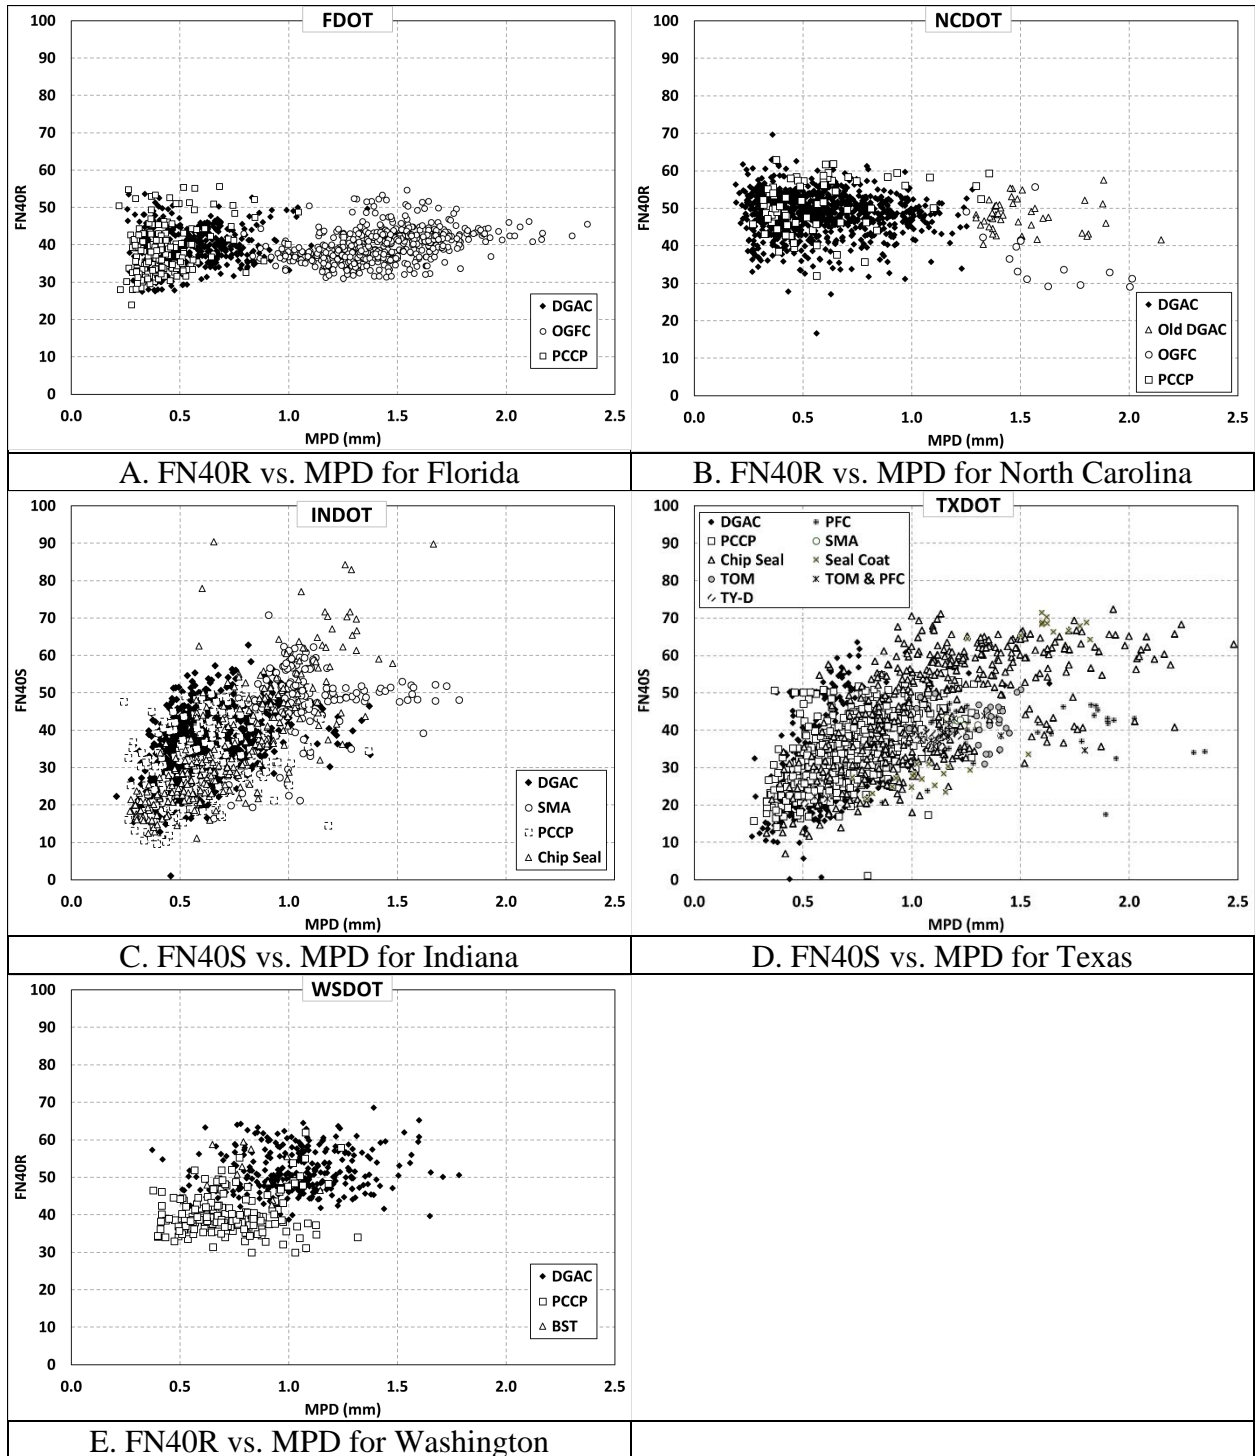 FDOT
100
90
80
70
60
50
40
30
20
10
0
FN40R
DGAC
OGFC
PCCP
0.0 0.5 1.0 1.5 2.0 2.5
MPD (mm)
A. FN40R vs. MPD for Florida
NCDOT
100
90
80
70
60
50
40
30
20
10
0
FN40R
DGAC
Old DGAC
OGFC
PCCP
0.0 0.5 1.0 1.5 2.0 2.5
MPD (mm)
B. FN40R vs. MPD for North Carolina
INDOT
100
90
80
70
60
50
40
30
20
10
0
FN40S
DGAC
SMA
PCCP
Chip Seal
0.0 0.5 1.0 1.5 2.0 2.5
MPD (mm)
C. FN40S vs. MPD for Indiana
TXDOT
100
90
80
70
60
50
40
30
20
10
0
FN40S
DGAC PFC
PCCP SMA
Chip Seal Seal Coat
TOM TOM & PFC
TY-D
0.0 0.5 1.0 1.5 2.0 2.5
MPD (mm)
D. FN40S vs. MPD for Texas
WSDOT
100
90
80
70
60
50
40
30
20
10
0
FN40R
DGAC
PCCP
BST
0.0 0.5 1.0 1.5 2.0 2.5
MPD (mm)
E. FN40R vs. MPD for Washington